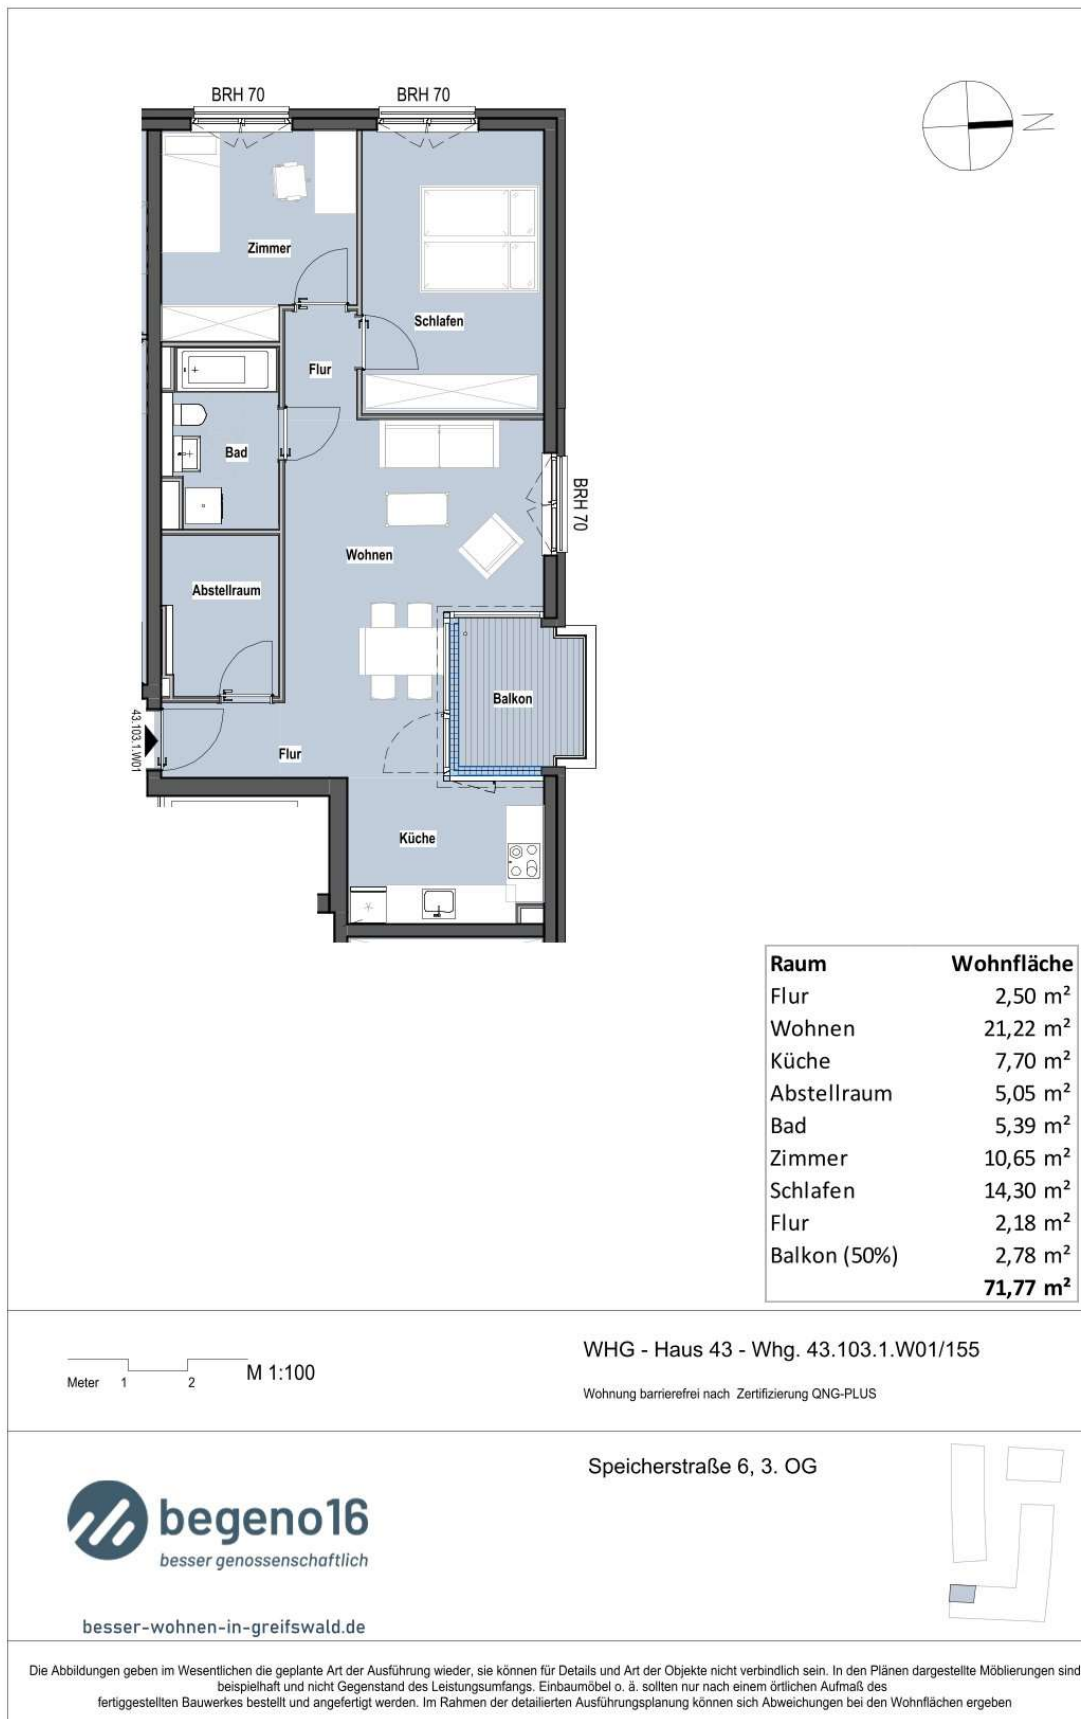 BRH 70 BRH 70
N
Zimmer
Schlafen
Flur
Bad
BRH 70
Wohnen
Abstellraum
Balkon
43.103.1.W01
Flur
Küche
Raum Wohnfläche
Flur 2,50 m²
Wohnen 21,22 m²
Küche 7,70 m²
Abstellraum 5,05 m²
Bad 5,39 m²
Zimmer 10,65 m²
Schlafen 14,30 m²
Flur 2,18 m²
Balkon (50%) 2,78 m²
71,77 m²
Meter 1 2 M 1:100
WHG - Haus 43 - Whg. 43.103.1.W01/155
Wohnung barrierefrei nach Zertifizierung QNG-PLUS
Speicherstraße 6, 3. OG
begeno16
besser genossenschaftlich
besser-wohnen-in-greifswald.de
Die Abbildungen geben im Wesentlichen die geplante Art der Ausführung wieder, sie können für Details und Art der Objekte nicht verbindlich sein. In den Plänen dargestellte Möblierungen sind
beispielhaft und nicht Gegenstand des Leistungsumfangs. Einbaumöbel o. ä. sollten nur nach einem örtlichen Aufmaß des
fertiggestellten Bauwerkes bestellt und angefertigt werden. Im Rahmen der detailierten Ausführungsplanung können sich Abweichungen bei den Wohnflächen ergeben